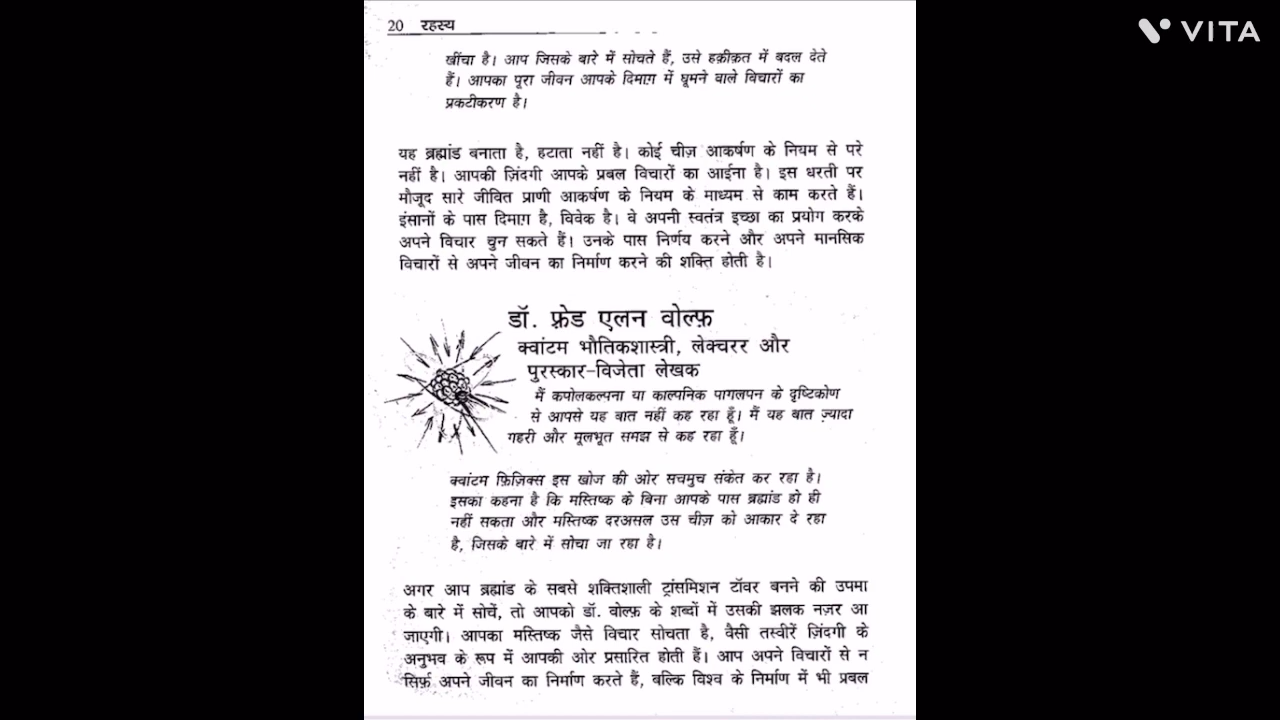 20 रहस्य
VITA
खींचा है। आप जिसके बारे में सोचते हैं, उसे हक़ीक़त में बदल देते
हैं। आपका पूरा जीवन आपके दिमाग़ में घूमने वाले विचारों का
प्रकटीकरण है।
यह ब्रह्मांड बनाता है, हटाता नहीं है। कोई चीज़ आकर्षण के नियम से परे
नहीं है। आपकी ज़िंदगी आपके प्रबल विचारों का आईना है। इस धरती पर
मौजूद सारे जीवित प्राणी आकर्षण के नियम के माध्यम से काम करते हैं।
इंसानों के पास दिमाग़ है, विवेक है। वे अपनी स्वतंत्र इच्छा का प्रयोग करके
अपने विचार चुन सकते हैं। उनके पास निर्णय करने और अपने मानसिक
विचारों से अपने जीवन का निर्माण करने की शक्ति होती है।
डॉ. फ़्रेड एलन वोल्फ़
क्वांटम भौतिकशास्त्री, लेक्चरर और
पुरस्कार-विजेता लेखक
मैं कपोलकल्पना या काल्पनिक पागलपन के दृष्टिकोण
से आपसे यह बात नहीं कह रहा हूँ। मैं यह बात ज़्यादा
गहरी और मूलभूत समझ से कह रहा हूँ।
क्वांटम फ़िज़िक्स इस खोज की ओर सचमुच संकेत कर रहा है।
इसका कहना है कि मस्तिष्क के बिना आपके पास ब्रह्मांड हो ही
नहीं सकता और मस्तिष्क दरअसल उस चीज़ को आकार दे रहा
है, जिसके बारे में सोचा जा रहा है।
अगर आप ब्रह्मांड के सबसे शक्तिशाली ट्रांसमिशन टॉवर बनने की उपमा
के बारे में सोचें, तो आपको डॉ. वोल्फ़ के शब्दों में उसकी झलक नज़र आ
जाएगी। आपका मस्तिष्क जैसे विचार सोचता है, वैसी तस्वीरें ज़िंदगी के
अनुभव के रूप में आपकी ओर प्रसारित होती हैं। आप अपने विचारों से न
सिर्फ़ अपने जीवन का निर्माण करते हैं, बल्कि विश्व के निर्माण में भी प्रबल